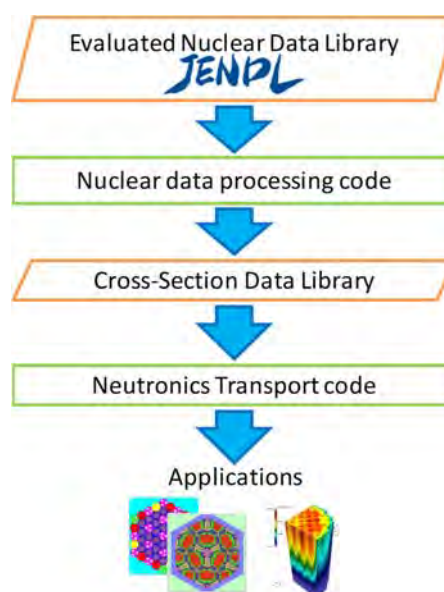 Evaluated Nuclear Data Library
JENDL
Nuclear data processing code
Cross-Section Data Library
Neutronics Transport code
Applications